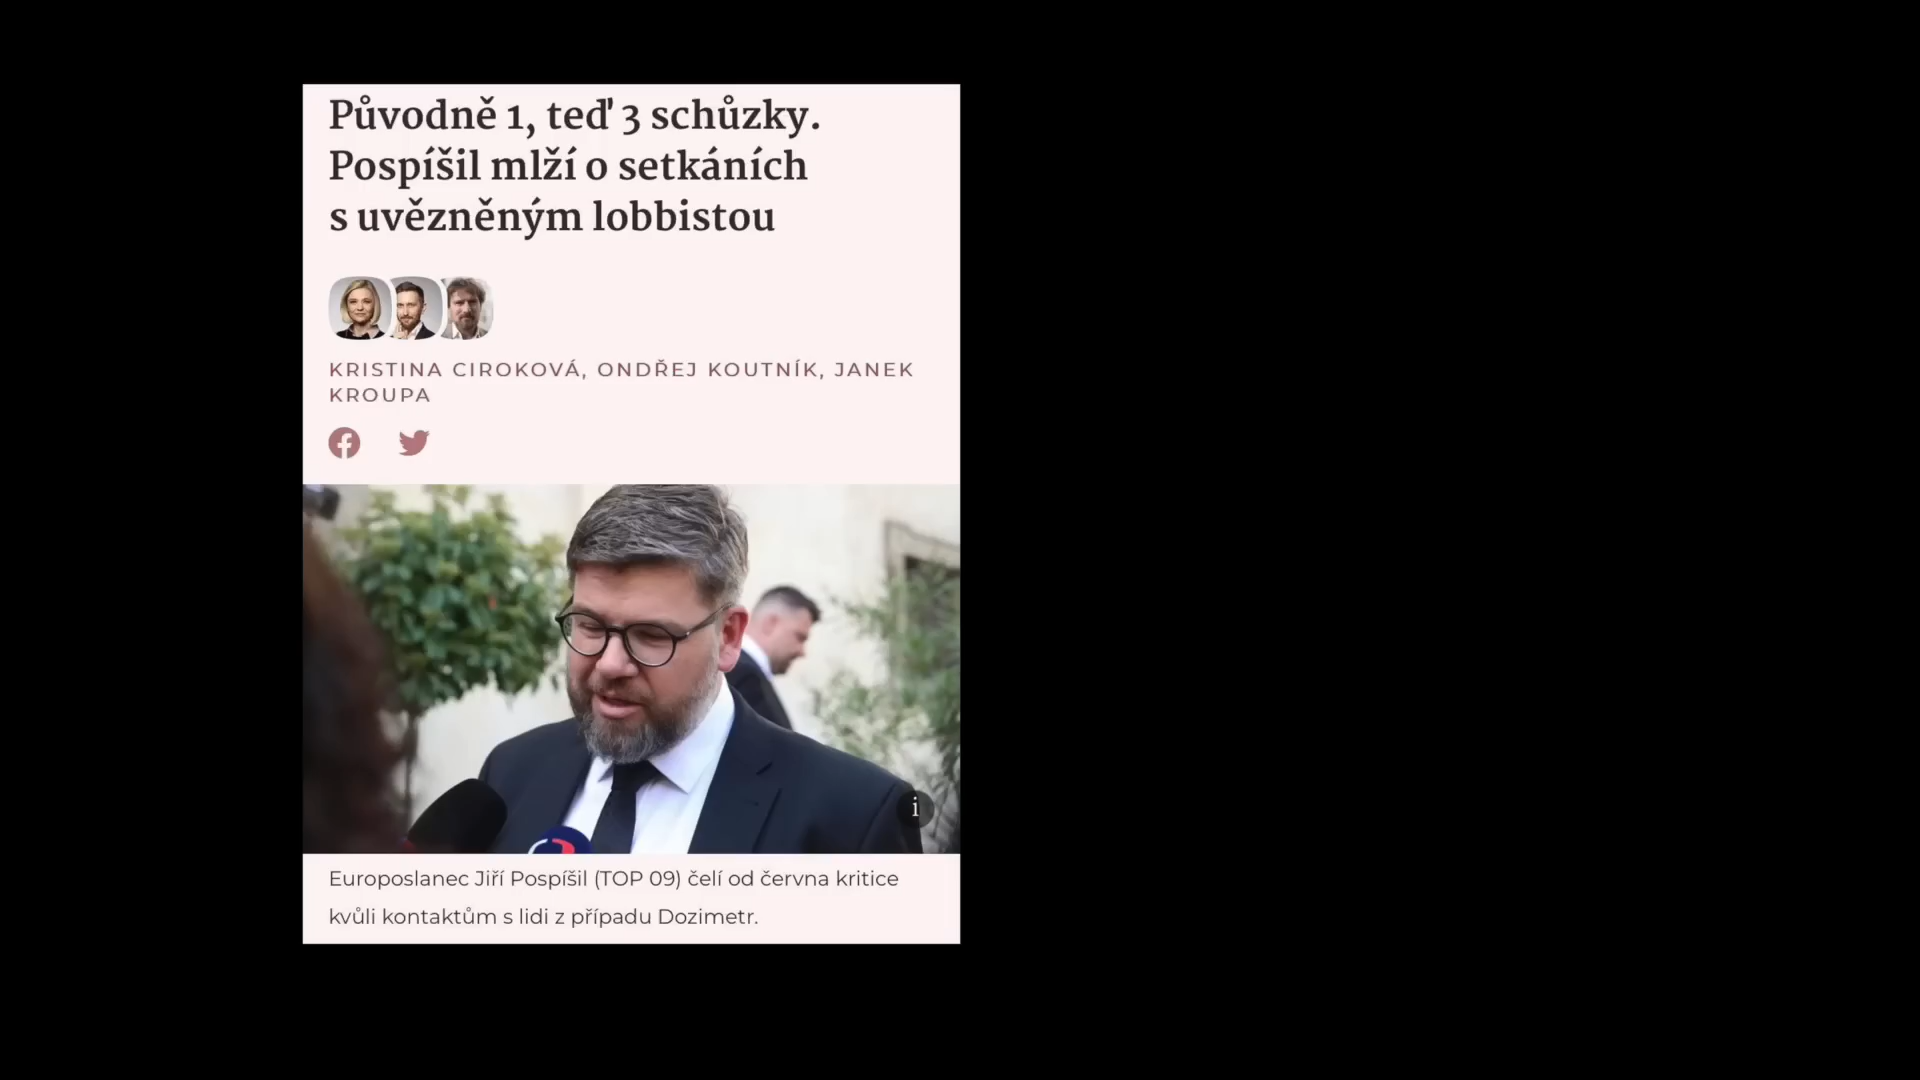 Původně 1, teď 3 schůzky.
Pospíšil mlží o setkáních
s uvězněným lobbistou
KRISTINA CIROKOVÁ, ONDŘEJ KOUTNÍK, JANEK
KROUPA
i
Europoslanec Jiří Pospíšil (TOP 09) čelí od června kritice
kvůli kontaktům s lidi z případu Dozimetr.